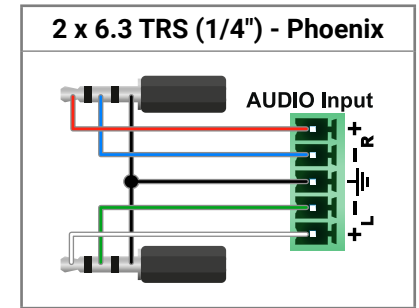 2 x 6.3 TRS (1/4") - Phoenix
AUDIO Input
+
R
−
−
L
+